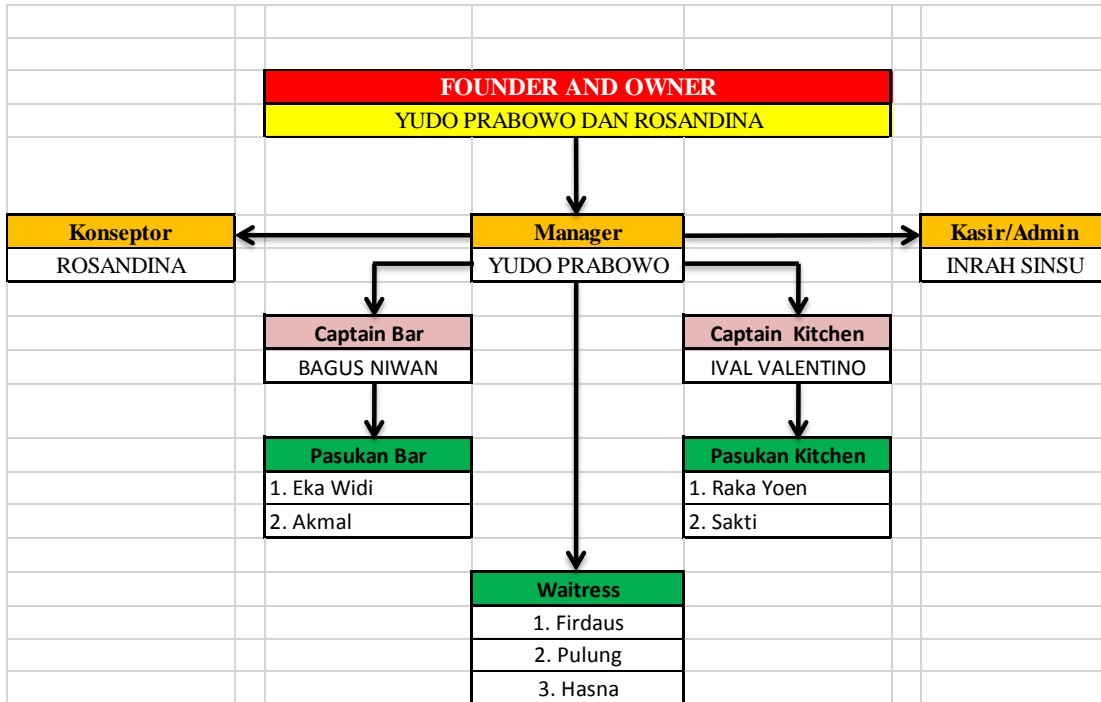 FOUNDER AND OWNER
YUDO PRABOWO DAN ROSANDINA
Konseptor
ROSANDINA
Manager
YUDO PRABOWO
Kasir/Admin
INRAH SINSU
Captain Bar
BAGUS NIWAN
Captain Kitchen
IVAL VALENTINO
Pasukan Bar
1. Eka Widi
2. Akmal
Pasukan Kitchen
1. Raka Yoen
2. Sakti
Waitress
1. Firdaus
2. Pulung
3. Hasna